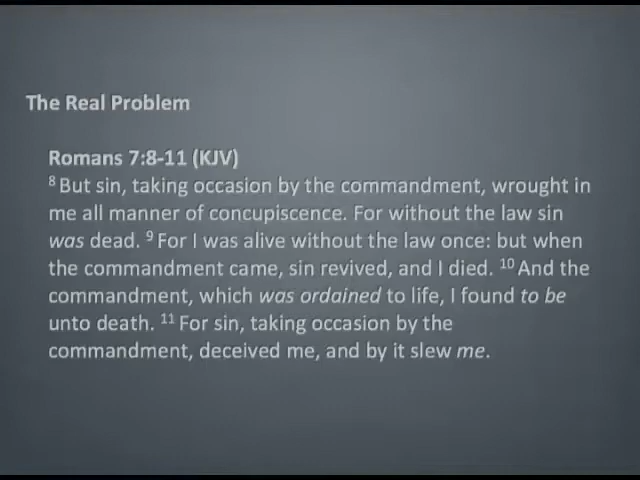 The Real Problem
Romans 7:8-11 (KJV)
8 But sin, taking occasion by the commandment, wrought in
me all manner of concupiscence. For without the law sin
was dead. 9 For I was alive without the law once: but when
the commandment came, sin revived, and I died. 10 And the
commandment, which was ordained to life, I found to be
unto death. 11 For sin, taking occasion by the
commandment, deceived me, and by it slew me.